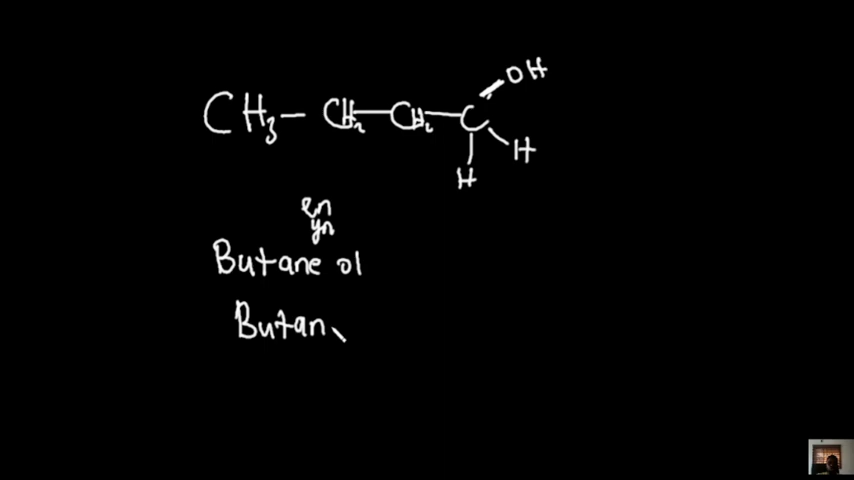 OH
CH3-CH2-CH2-C
H
H
en
yn
Butane ol
Butan